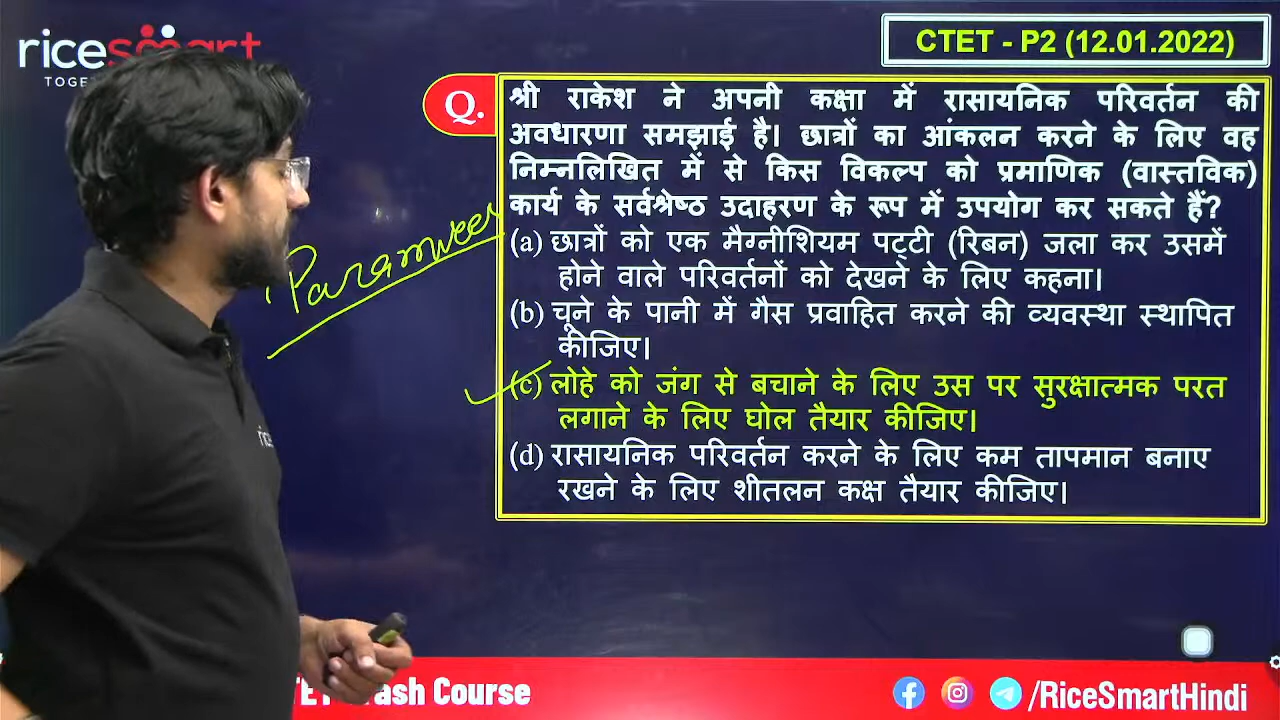 ricesmart
TOGE
CTET - P2 (12.01.2022)
Q.
श्री राकेश ने अपनी कक्षा में रासायनिक परिवर्तन की
अवधारणा समझाई है। छात्रों का आंकलन करने के लिए वह
निम्नलिखित में से किस विकल्प को प्रमाणिक (वास्तविक)
कार्य के सर्वश्रेष्ठ उदाहरण के रूप में उपयोग कर सकते हैं?
(a) छात्रों को एक मैग्नीशियम पट्टी (रिबन) जला कर उसमें
होने वाले परिवर्तनों को देखने के लिए कहना।
(b) चूने के पानी में गैस प्रवाहित करने की व्यवस्था स्थापित
कीजिए।
(c) लोहे को जंग से बचाने के लिए उस पर सुरक्षात्मक परत
लगाने के लिए घोल तैयार कीजिए।
(d) रासायनिक परिवर्तन करने के लिए कम तापमान बनाए
रखने के लिए शीतलन कक्ष तैयार कीजिए।
Paramveer
Course
/RiceSmartHindi